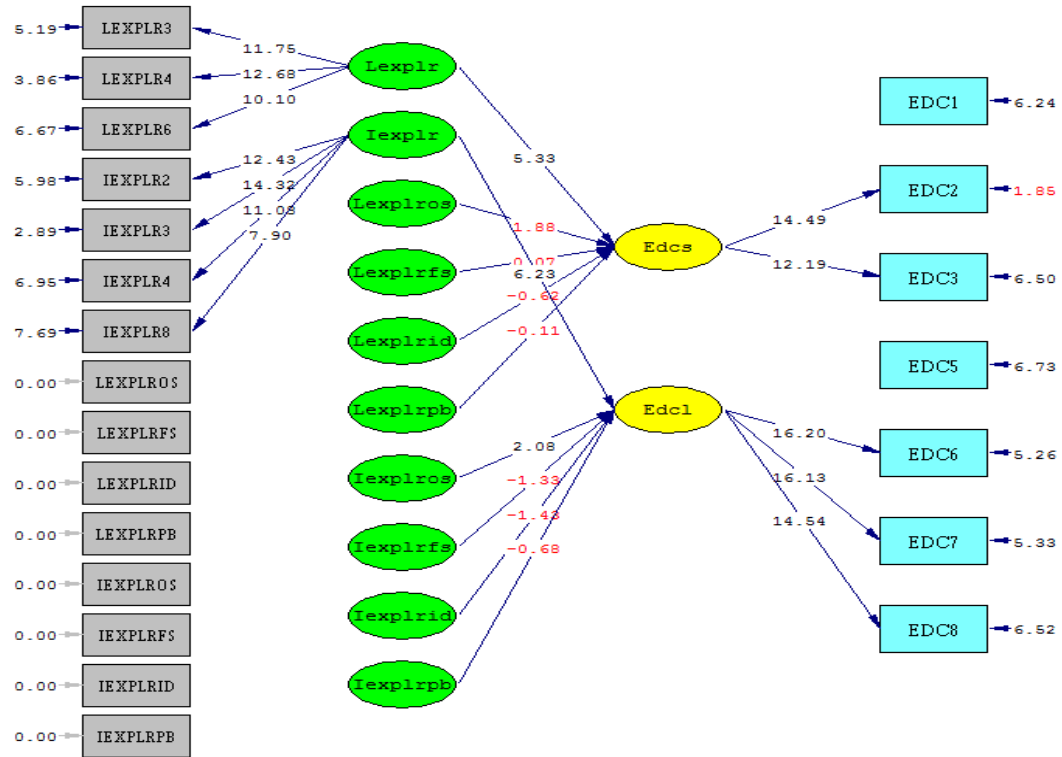 5.19 LEXPLR3
3.86 LEXPLR4
6.67 LEXPLR6
5.98 IEXPLR2
2.89 IEXPLR3
6.95 IEXPLR4
7.69 IEXPLR8
0.00 LEXPLROS
0.00 LEXPLRFS
0.00 LEXPLRID
0.00 LEXPLRPB
0.00 IEXPLROS
0.00 IEXPLRFS
0.00 IEXPLRID
0.00 IEXPLRPB
11.75
12.68
10.10
12.43
14.32
11.08
7.90
Lexplr
Iexplr
Lexplros
Lexplrfs
Lexplrid
Lexplrpb
Iexplros
Iexplrfs
Iexplrid
Iexplrpb
5.33
1.88
0.07
6.23
-0.62
-0.11
2.08
-1.33
-1.43
-0.68
Edcs
Edcl
14.49
12.19
16.20
16.13
14.54
EDC1 6.24
EDC2 1.85
EDC3 6.50
EDC5 6.73
EDC6 5.26
EDC7 5.33
EDC8 6.52